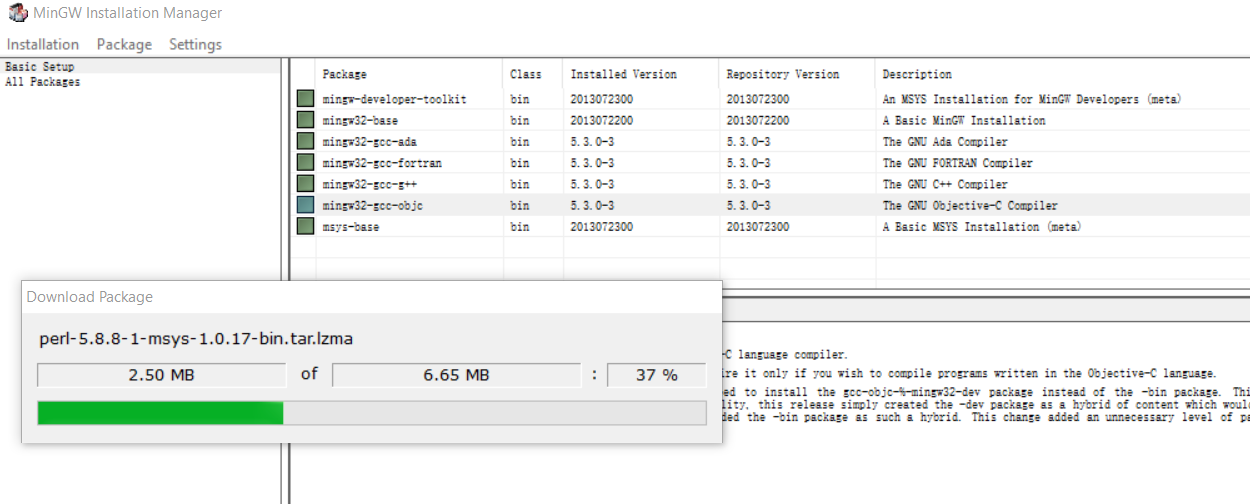 MinGW Installation Manager
Installation Package Settings
Basic Setup
All Packages
Package Class Installed Version Repository Version Description
mingw-developer-toolkit bin 2013072300 2013072300 An MSYS Installation for MinGW Developers (meta)
mingw32-base bin 2013072200 2013072200 A Basic MinGW Installation
mingw32-gcc-ada bin 5.3.0-3 5.3.0-3 The GNU Ada Compiler
mingw32-gcc-fortran bin 5.3.0-3 5.3.0-3 The GNU FORTRAN Compiler
mingw32-gcc-g++ bin 5.3.0-3 5.3.0-3 The GNU C++ Compiler
mingw32-gcc-objc bin 5.3.0-3 5.3.0-3 The GNU Objective-C Compiler
msys-base bin 2013072300 2013072300 A Basic MSYS Installation (meta)
Download Package
perl-5.8.8-1-msys-1.0.17-bin.tar.lzma
2.50 MB of 6.65 MB : 37 %
-C language compiler.
ire it only if you wish to compile programs written in the Objective-C language.
ed to install the gcc-objc-%-mingw32-dev package instead of the -bin package. Thi
lity, this release simply created the -dev package as a hybrid of content which would
ded the -bin package as such a hybrid. This change added an unnecessary level of pa